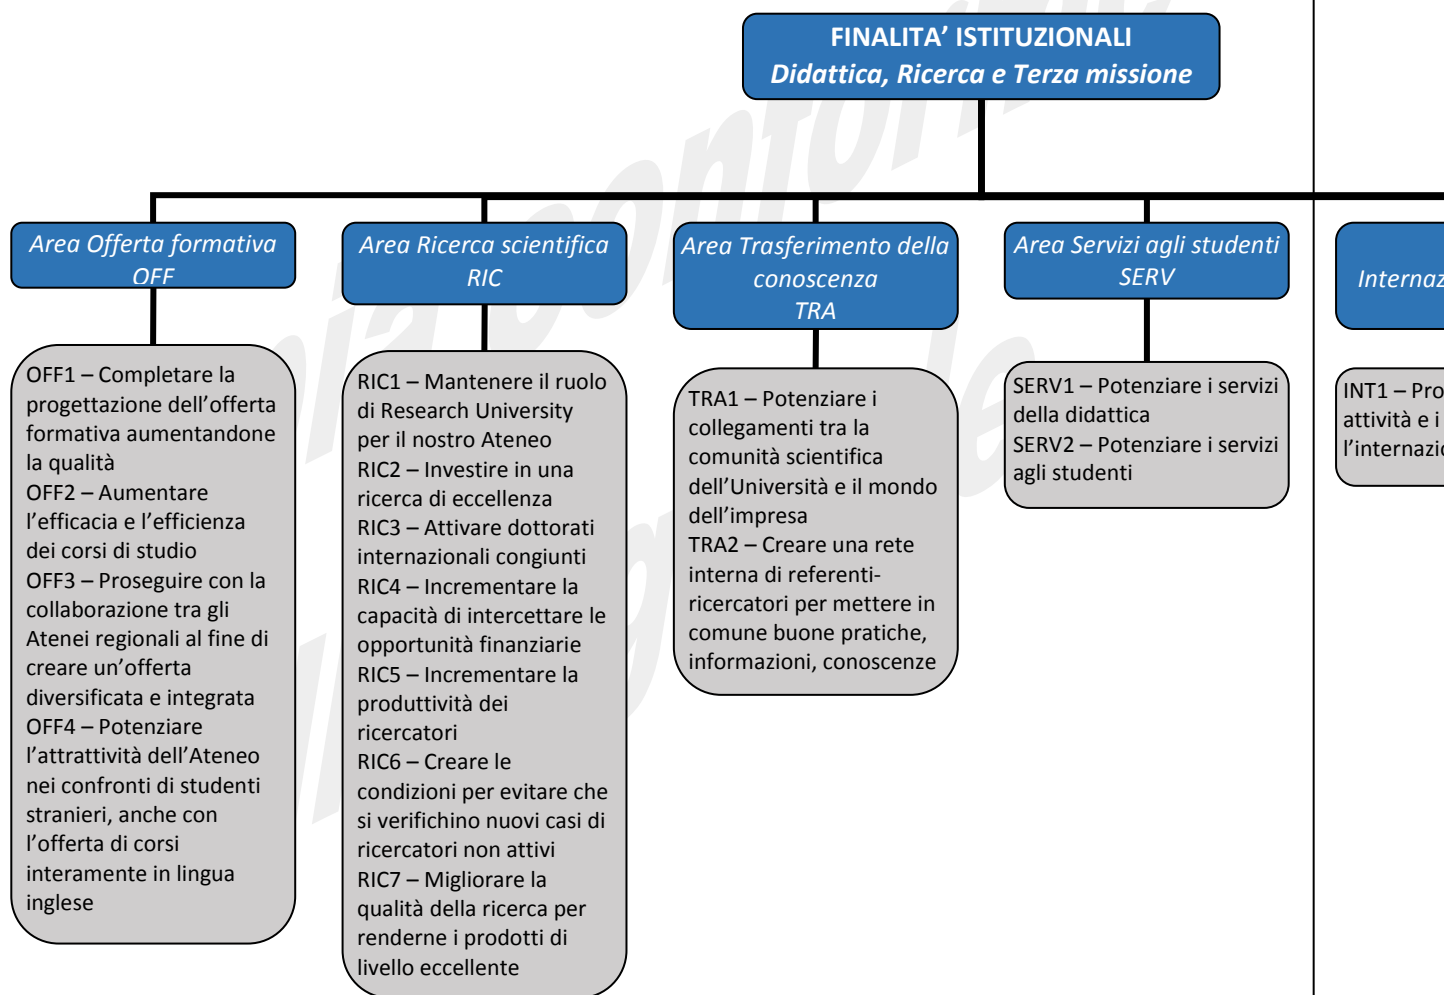 FINALITA’ ISTITUZIONALI
Didattica, Ricerca e Terza missione
Area Offerta formativa
OFF
OFF1 – Completare la
progettazione dell’offerta
formativa aumentandone
la qualità
OFF2 – Aumentare
l’efficacia e l’efficienza
dei corsi di studio
OFF3 – Proseguire con la
collaborazione tra gli
Atenei regionali al fine di
creare un’offerta
diversificata e integrata
OFF4 – Potenziare
l’attrattività dell’Ateneo
nei confronti di studenti
stranieri, anche con
l’offerta di corsi
interamente in lingua
inglese
Area Ricerca scientifica
RIC
RIC1 – Mantenere il ruolo
di Research University
per il nostro Ateneo
RIC2 – Investire in una
ricerca di eccellenza
RIC3 – Attivare dottorati
internazionali congiunti
RIC4 – Incrementare la
capacità di intercettare le
opportunità finanziarie
RIC5 – Incrementare la
produttività dei
ricercatori
RIC6 – Creare le
condizioni per evitare che
si verifichino nuovi casi di
ricercatori non attivi
RIC7 – Migliorare la
qualità della ricerca per
renderne i prodotti di
livello eccellente
Area Trasferimento della
conoscenza
TRA
TRA1 – Potenziare i
collegamenti tra la
comunità scientifica
dell’Università e il mondo
dell’impresa
TRA2 – Creare una rete
interna di referenti-
ricercatori per mettere in
comune buone pratiche,
informazioni, conoscenze
Area Servizi agli studenti
SERV
SERV1 – Potenziare i servizi
della didattica
SERV2 – Potenziare i servizi
agli studenti
Internaz
INT1 – Pro
attività e i
l’internazio